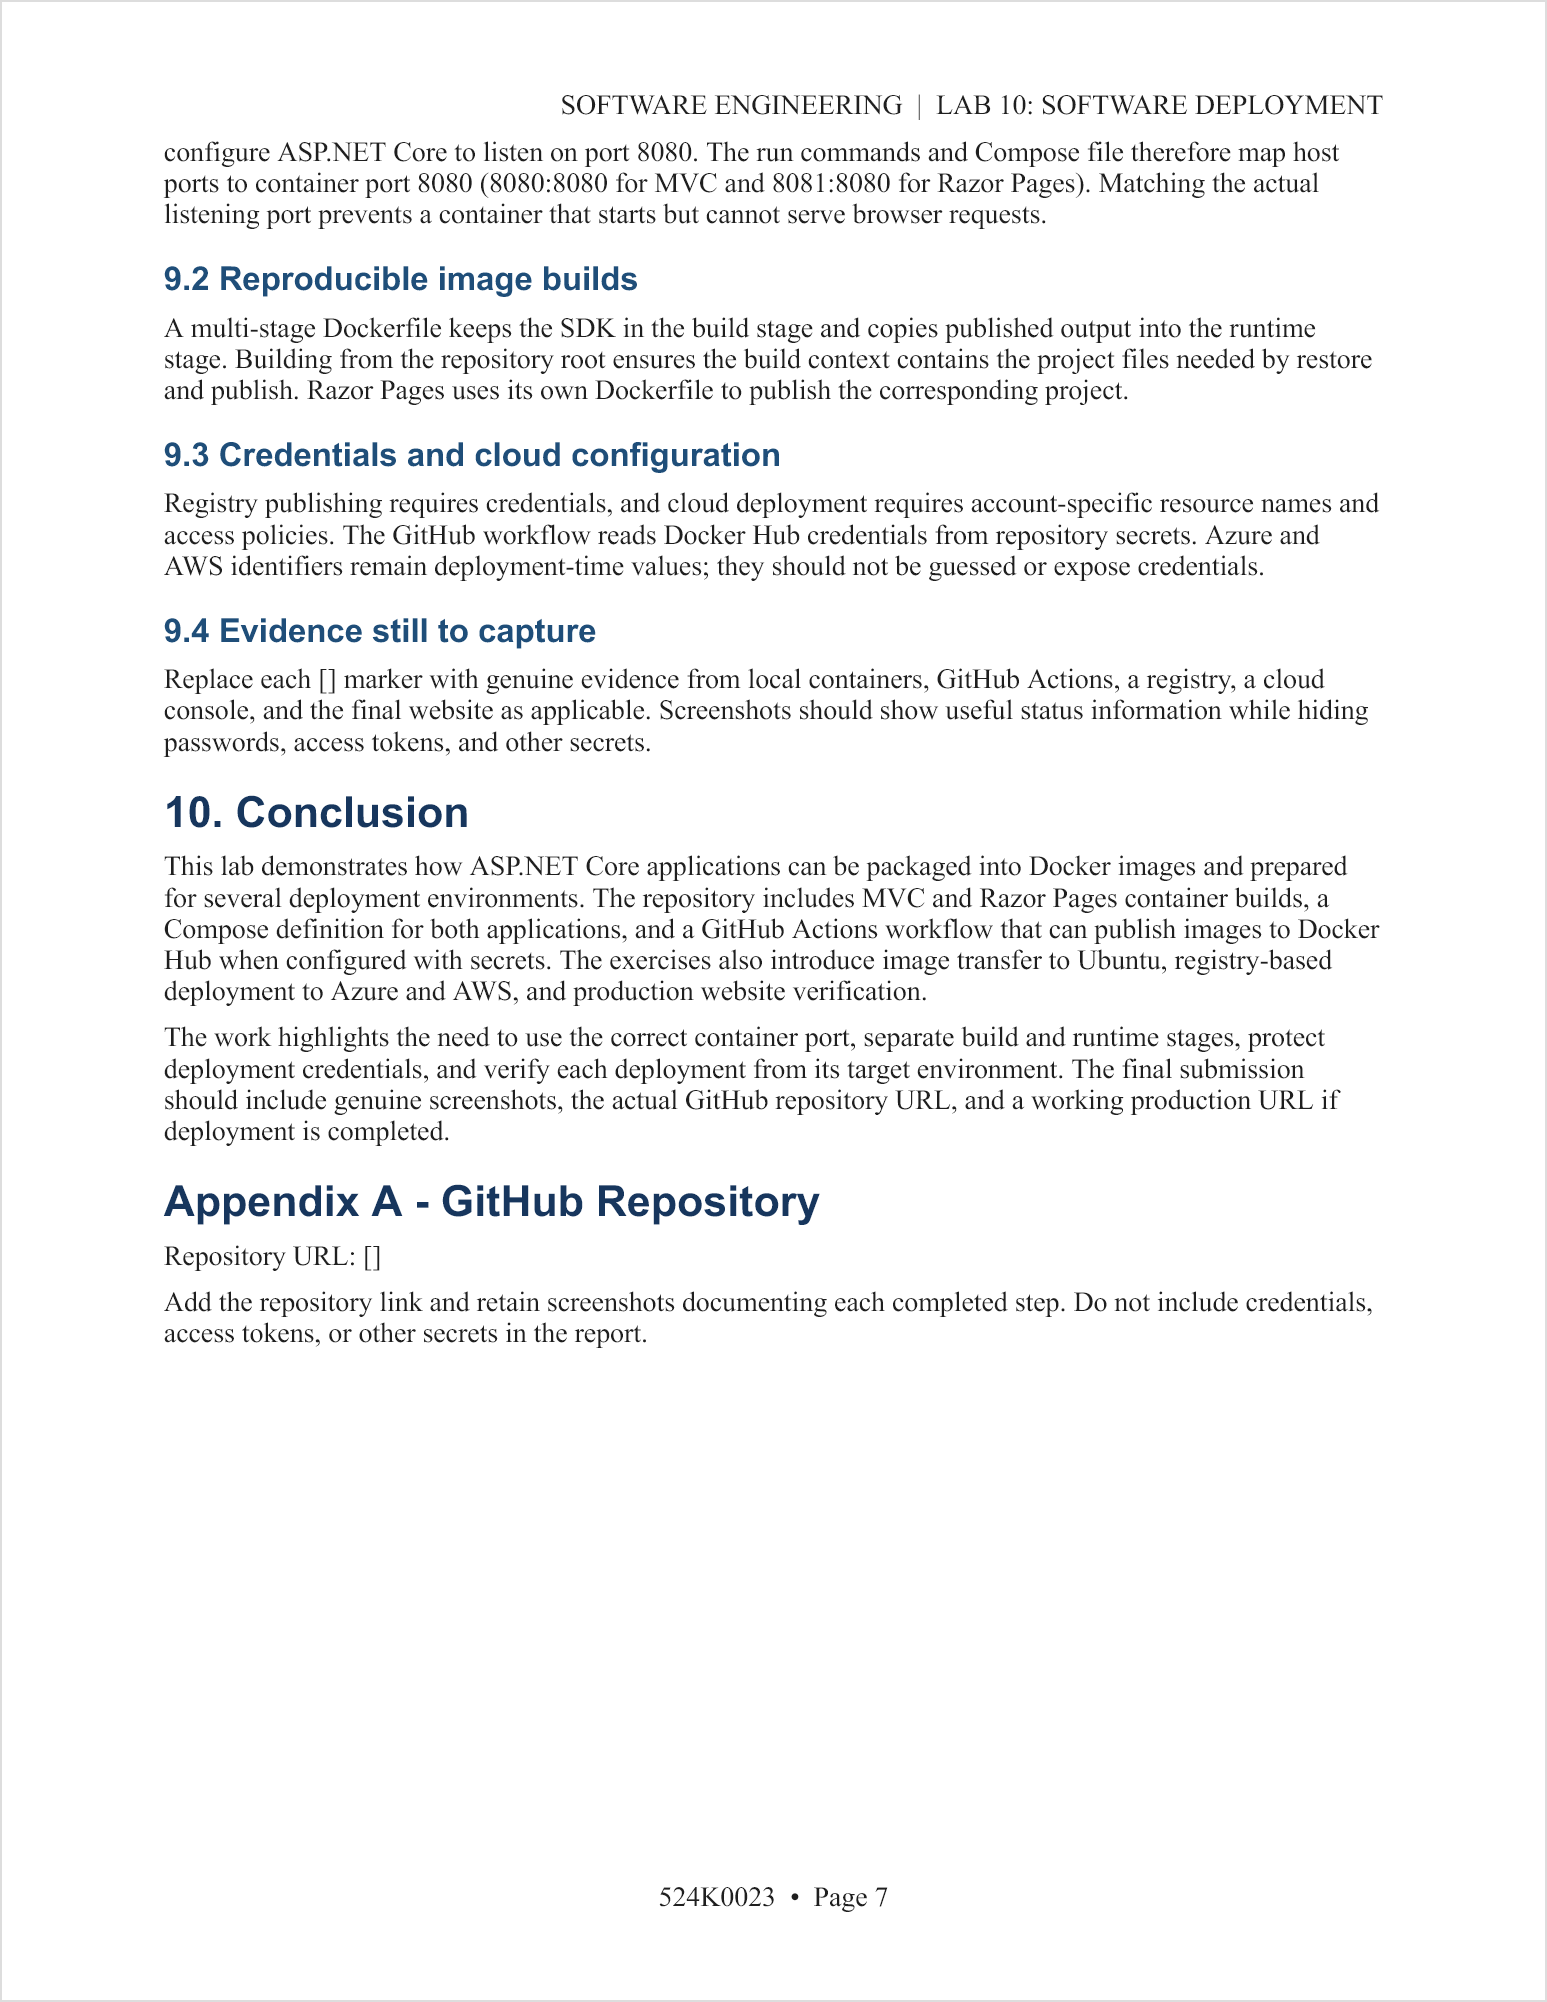 SOFTWARE ENGINEERING | LAB 10: SOFTWARE DEPLOYMENT
configure ASP.NET Core to listen on port 8080. The run commands and Compose file therefore map host
ports to container port 8080 (8080:8080 for MVC and 8081:8080 for Razor Pages). Matching the actual
listening port prevents a container that starts but cannot serve browser requests.
9.2 Reproducible image builds
A multi-stage Dockerfile keeps the SDK in the build stage and copies published output into the runtime
stage. Building from the repository root ensures the build context contains the project files needed by restore
and publish. Razor Pages uses its own Dockerfile to publish the corresponding project.
9.3 Credentials and cloud configuration
Registry publishing requires credentials, and cloud deployment requires account-specific resource names and
access policies. The GitHub workflow reads Docker Hub credentials from repository secrets. Azure and
AWS identifiers remain deployment-time values; they should not be guessed or expose credentials.
9.4 Evidence still to capture
Replace each [] marker with genuine evidence from local containers, GitHub Actions, a registry, a cloud
console, and the final website as applicable. Screenshots should show useful status information while hiding
passwords, access tokens, and other secrets.
10. Conclusion
This lab demonstrates how ASP.NET Core applications can be packaged into Docker images and prepared
for several deployment environments. The repository includes MVC and Razor Pages container builds, a
Compose definition for both applications, and a GitHub Actions workflow that can publish images to Docker
Hub when configured with secrets. The exercises also introduce image transfer to Ubuntu, registry-based
deployment to Azure and AWS, and production website verification.
The work highlights the need to use the correct container port, separate build and runtime stages, protect
deployment credentials, and verify each deployment from its target environment. The final submission
should include genuine screenshots, the actual GitHub repository URL, and a working production URL if
deployment is completed.
Appendix A - GitHub Repository
Repository URL: []
Add the repository link and retain screenshots documenting each completed step. Do not include credentials,
access tokens, or other secrets in the report.
524K0023 • Page 7